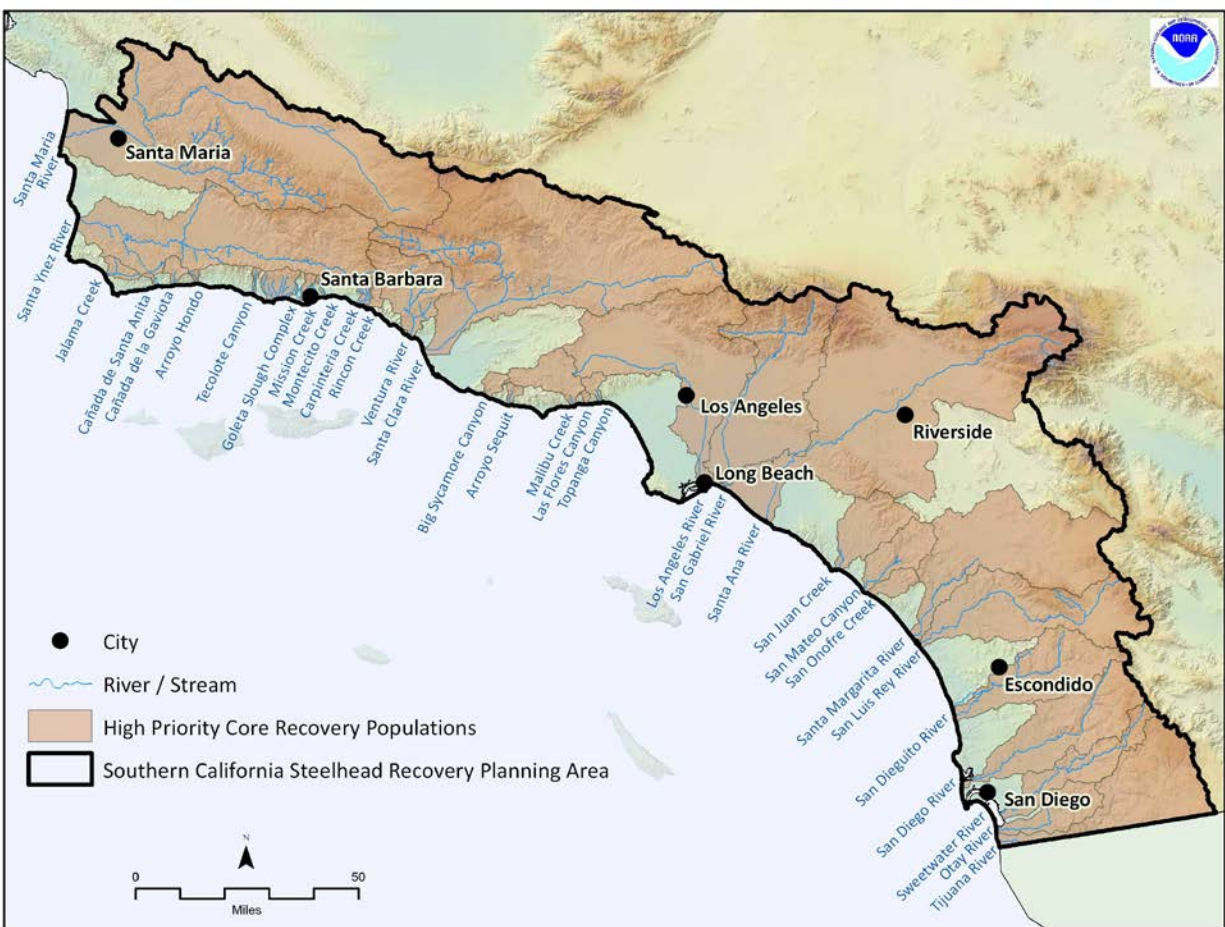 NOAA
Santa Maria
Santa Maria
River
Santa Ynez River
Jalama Creek
Cañada de Santa Anita
Cañada de la Gaviota
Arroyo Hondo
Tecolote Canyon
Santa Barbara
Goleta Slough Complex
Mission Creek
Montecito Creek
Carpinteria Creek
Rincon Creek
Ventura River
Santa Clara River
Big Sycamore Canyon
Arroyo Sequit
Malibu Creek
Las Flores Canyon
Topanga Canyon
Los Angeles
Riverside
Long Beach
Los Angeles River
San Gabriel River
Santa Ana River
San Juan Creek
San Mateo Canyon
San Onofre Creek
Santa Margarita River
San Luis Rey River
Escondido
San Dieguito River
San Diego River
San Diego
Sweetwater River
Otay River
Tijuana River
City
River / Stream
High Priority Core Recovery Populations
Southern California Steelhead Recovery Planning Area
N
0 50
Miles